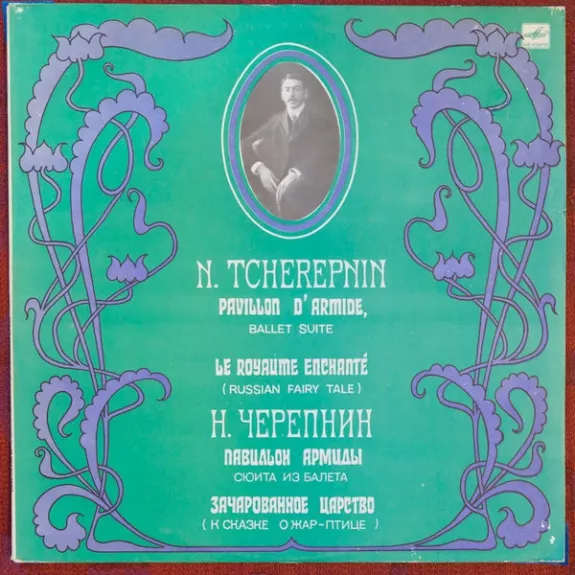 N. TCHEREPNIN
PAVILLON D'ARMIDE,
BALLET SUITE
LE ROYAUME ENCHANTÉ
(RUSSIAN FAIRY TALE)
Н. ЧЕРЕПНИН
ПАВИЛЬОН АРМИДЫ
СЮИТА ИЗ БАЛЕТА
ЗАЧАРОВАННОЕ ЦАРСТВО
(К СКАЗКЕ О ЖАР-ПТИЦЕ)